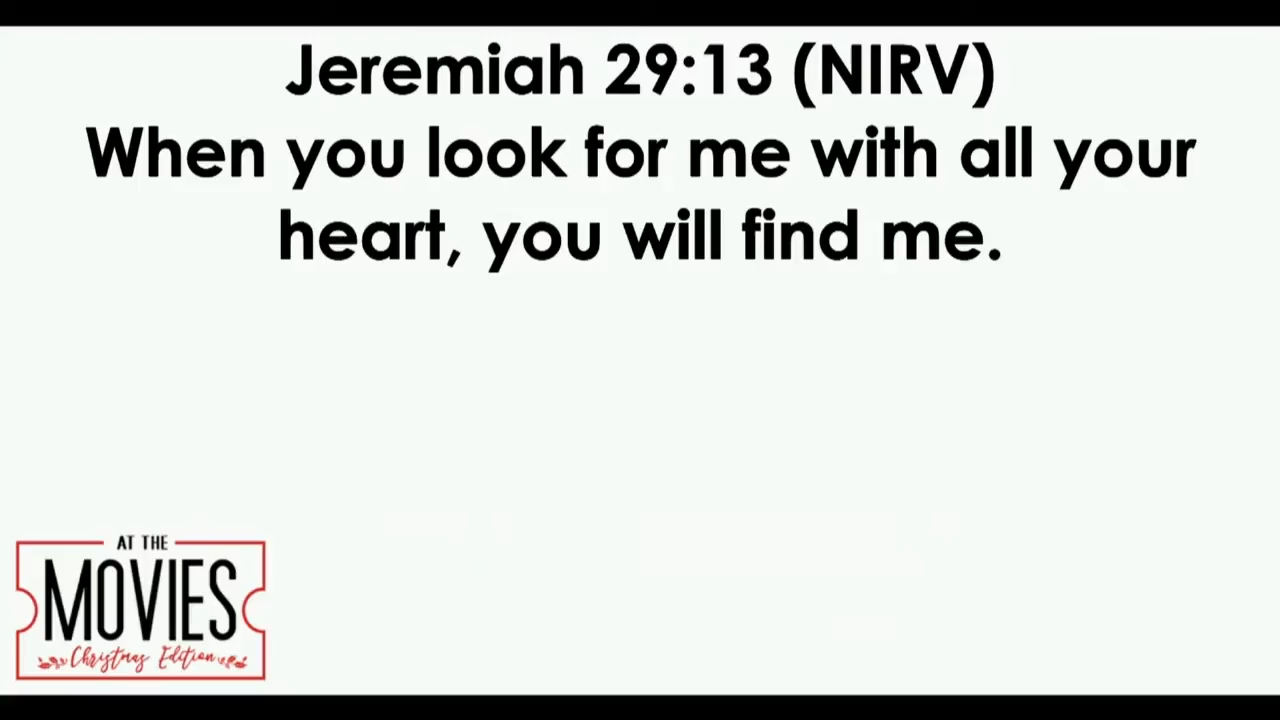 Jeremiah 29:13 (NIRV)
When you look for me with all your
heart, you will find me.
AT THE
MOVIES
Christmas Edition